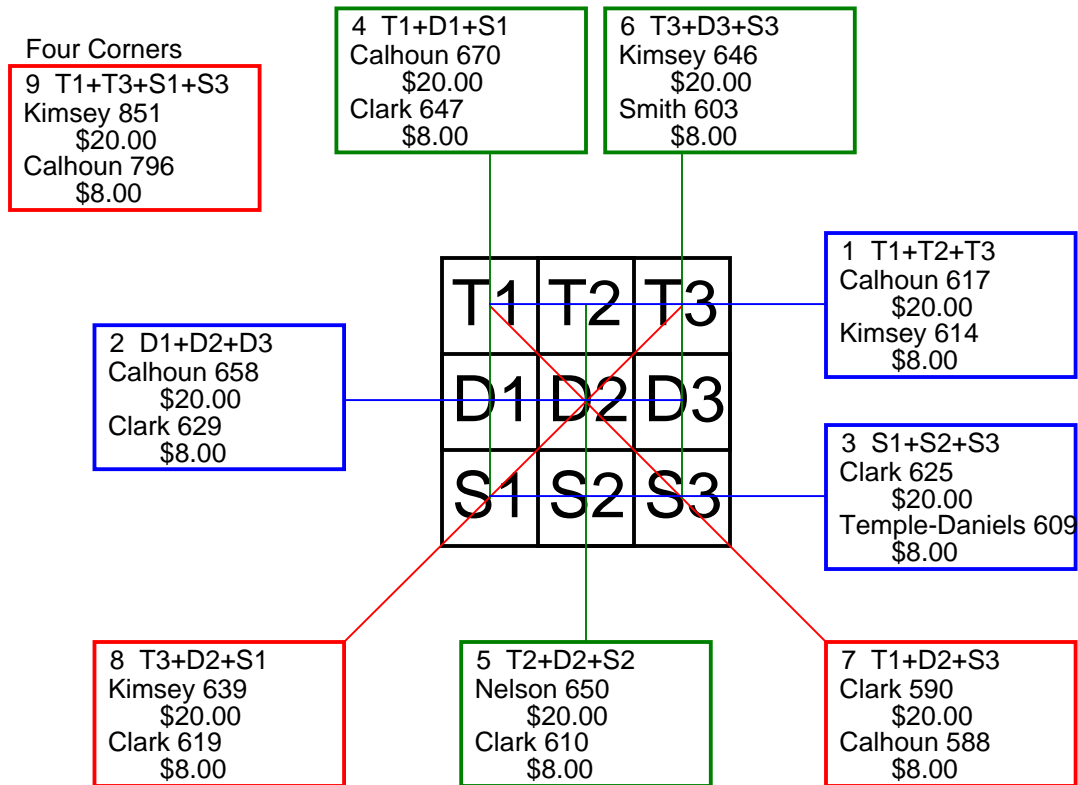 Four Corners
9 T1+T3+S1+S3
Kimsey 851
$20.00
Calhoun 796
$8.00
4 T1+D1+S1
Calhoun 670
$20.00
Clark 647
$8.00
6 T3+D3+S3
Kimsey 646
$20.00
Smith 603
$8.00
1 T1+T2+T3
Calhoun 617
$20.00
Kimsey 614
$8.00
T1 T2 T3
D1 D2 D3
S1 S2 S3
2 D1+D2+D3
Calhoun 658
$20.00
Clark 629
$8.00
3 S1+S2+S3
Clark 625
$20.00
Temple-Daniels 609
$8.00
8 T3+D2+S1
Kimsey 639
$20.00
Clark 619
$8.00
5 T2+D2+S2
Nelson 650
$20.00
Clark 610
$8.00
7 T1+D2+S3
Clark 590
$20.00
Calhoun 588
$8.00